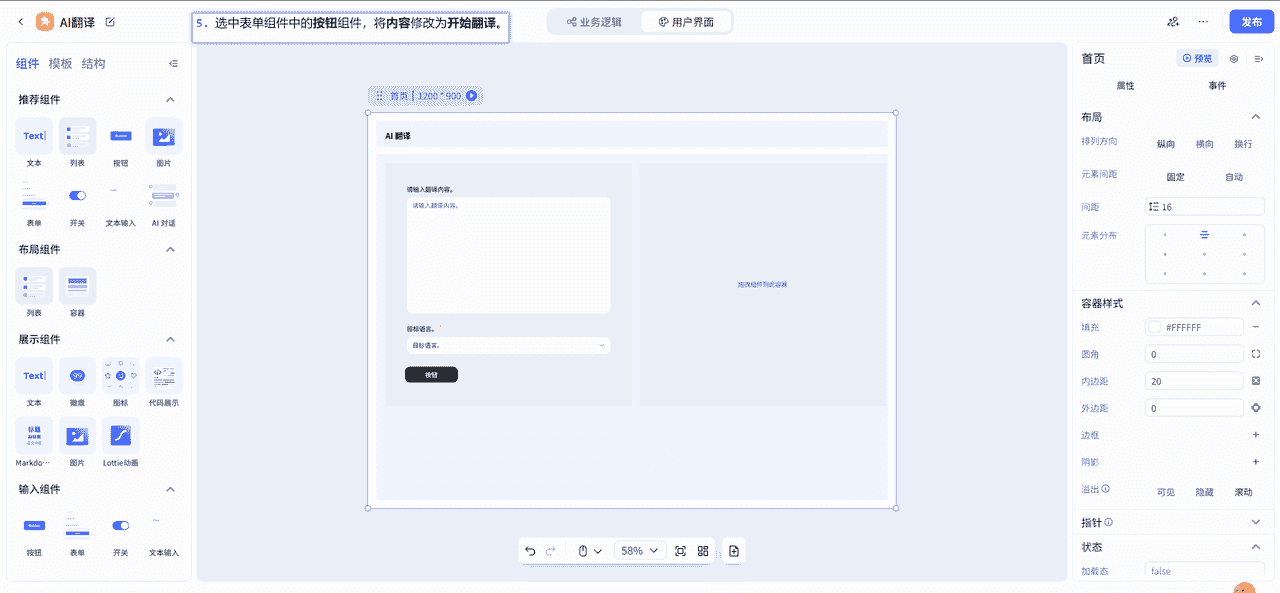 AI翻译
5. 选中表单组件中的按钮组件，将内容修改为开始翻译。
业务逻辑
用户界面
发布
组件 模板 结构
推荐组件
Text
文本 列表 按钮 图片
表单 开关 文本输入 AI 对话
布局组件
列表 容器
展示组件
Text 99
文本 徽章 图标 代码展示
标题
Markdo… 图片 Lottie动画
输入组件
按钮 表单 开关 文本输入
首页 1200 * 900
AI 翻译
请输入翻译内容。
请输入翻译内容。
目标语言。 *
目标语言。
按钮
拖拽组件到此容器
58%
首页
预览
属性 事件
布局
排列方向 纵向 横向 换行
元素间距 固定 自动
间距 16
元素分布
容器样式
填充 #FFFFFF
圆角 0
内边距 20
外边距 0
边框
阴影
溢出 可见 隐藏 滚动
指针
状态
加载态 false